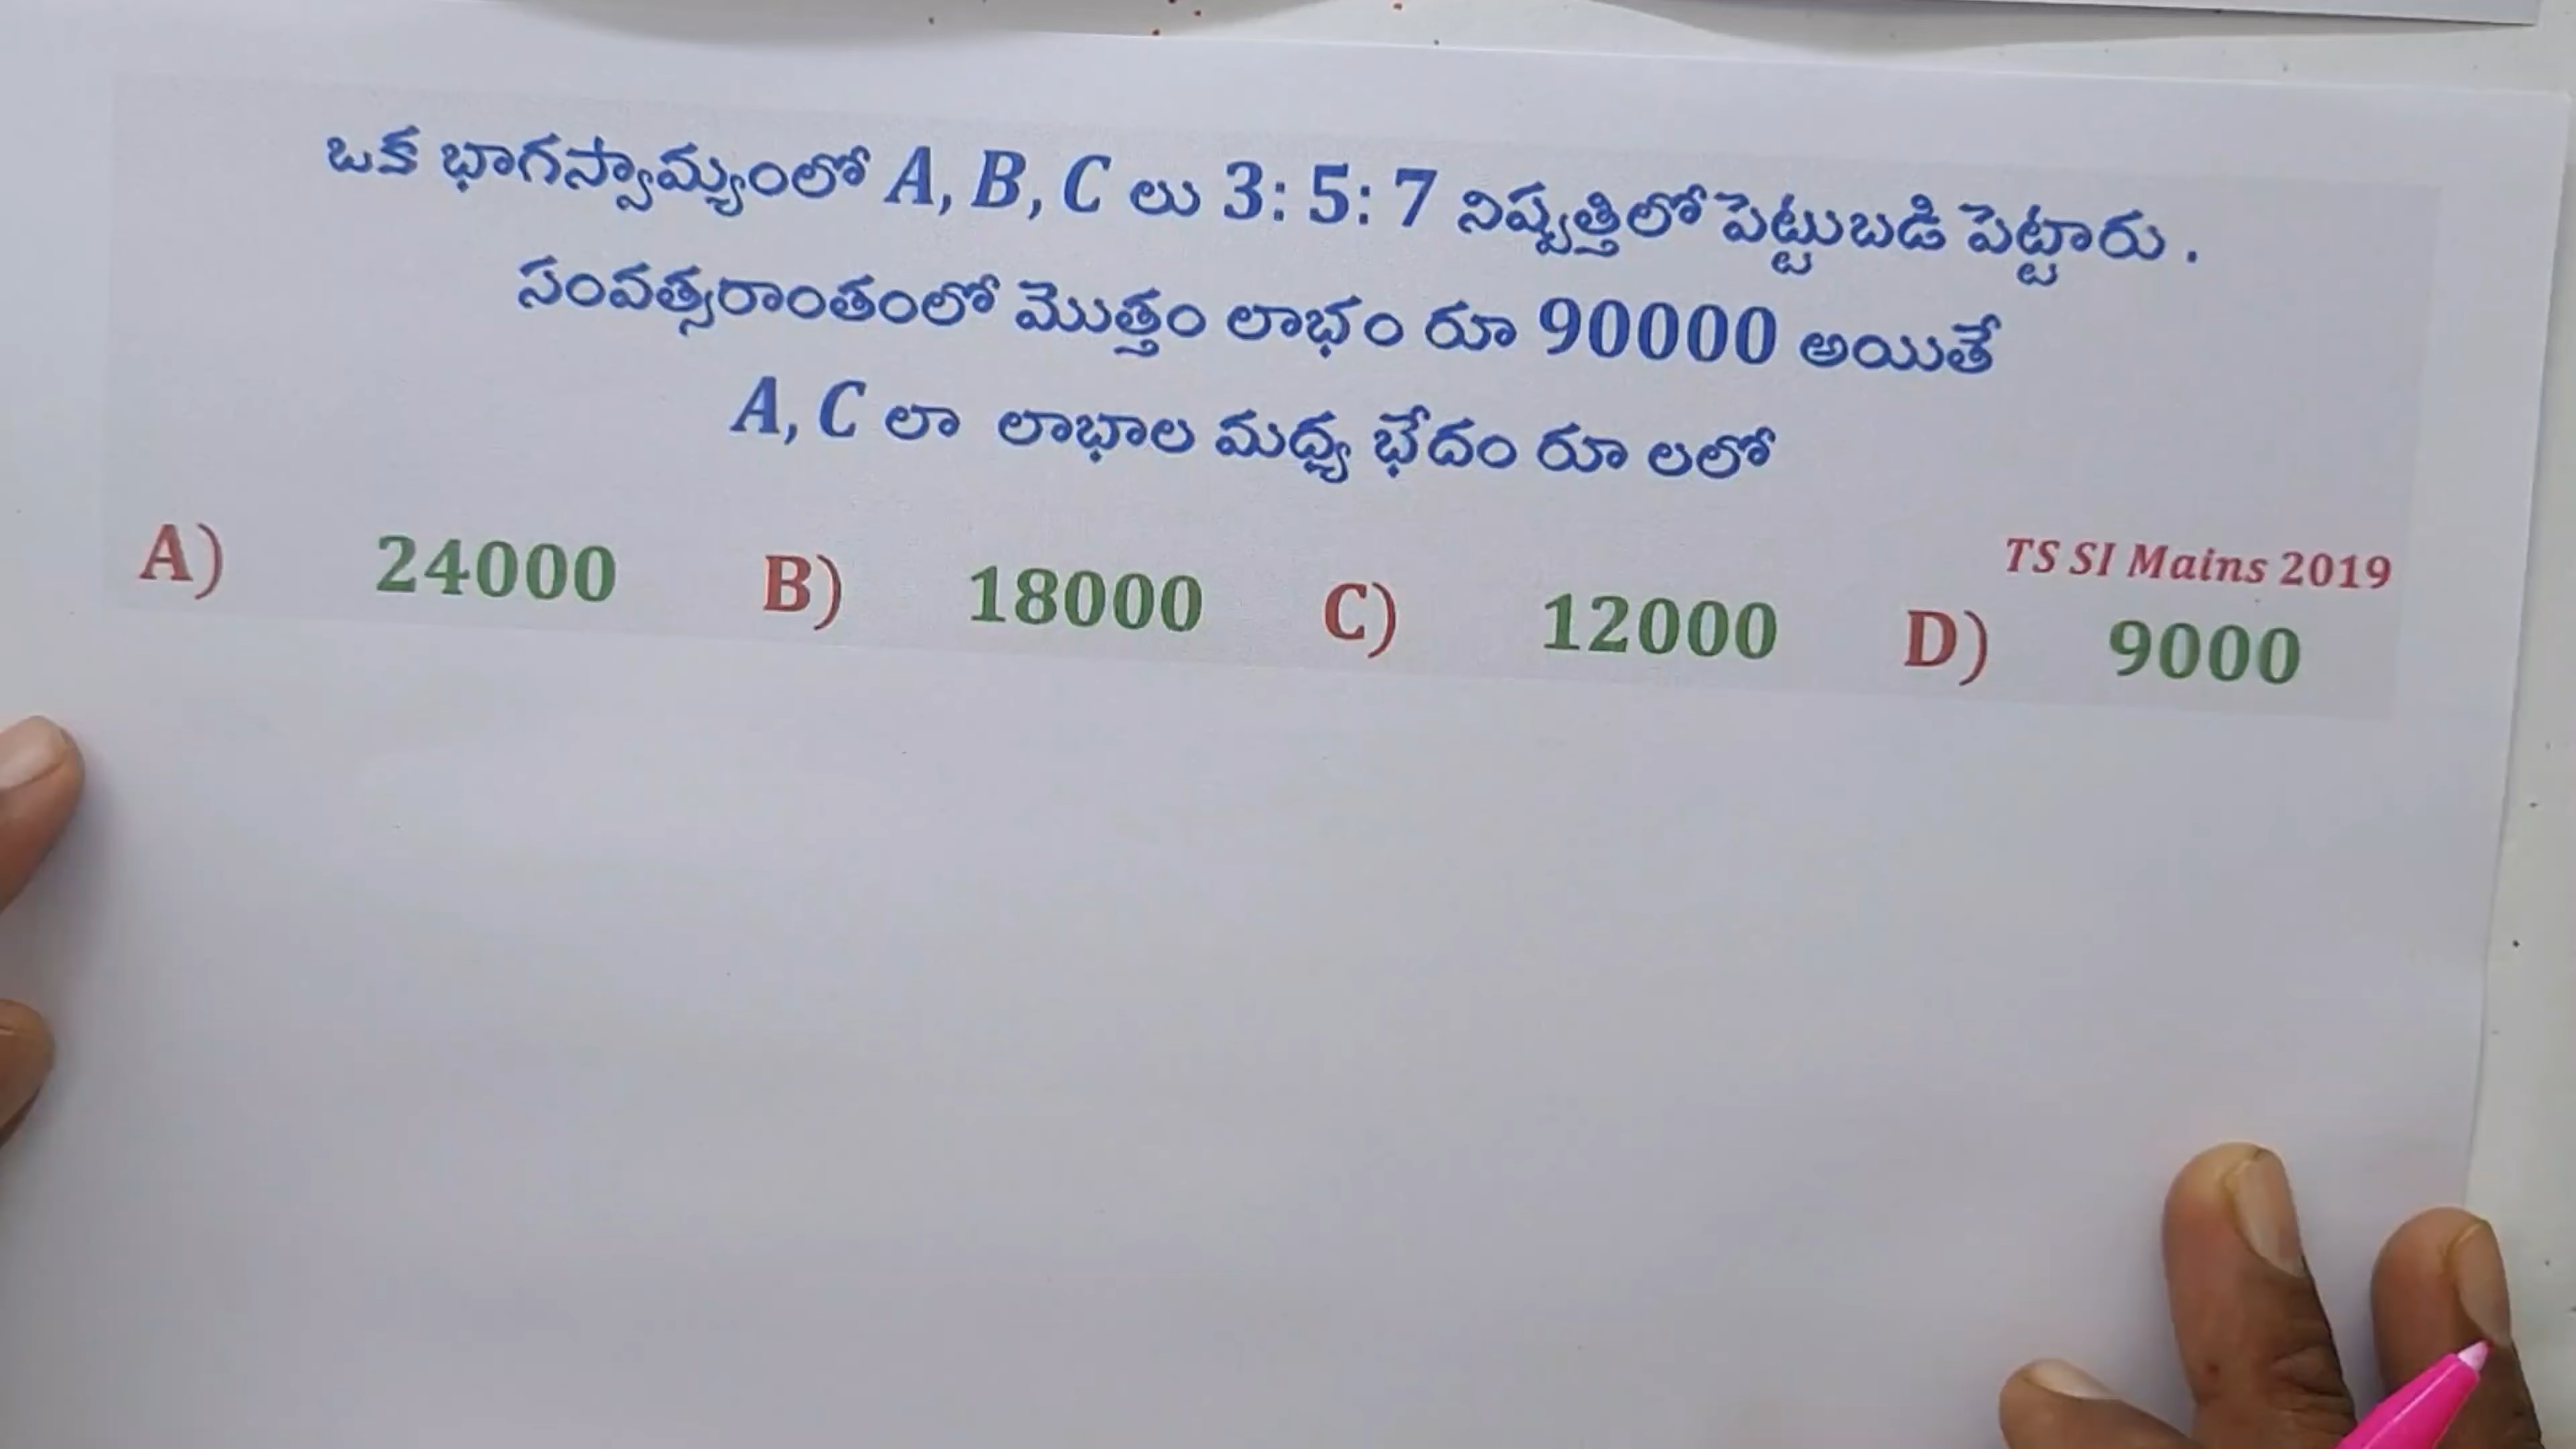 ఒక భాగస్వామ్యంలో A, B, C లు 3: 5: 7 నిష్పత్తిలో పెట్టుబడి పెట్టారు .
సంవత్సరాంతంలో మొత్తం లాభం రూ 90000 అయితే
A, C లా లాభాల మధ్య భేదం రూ లలో
TS SI Mains 2019
A) 24000 B) 18000 C) 12000 D) 9000